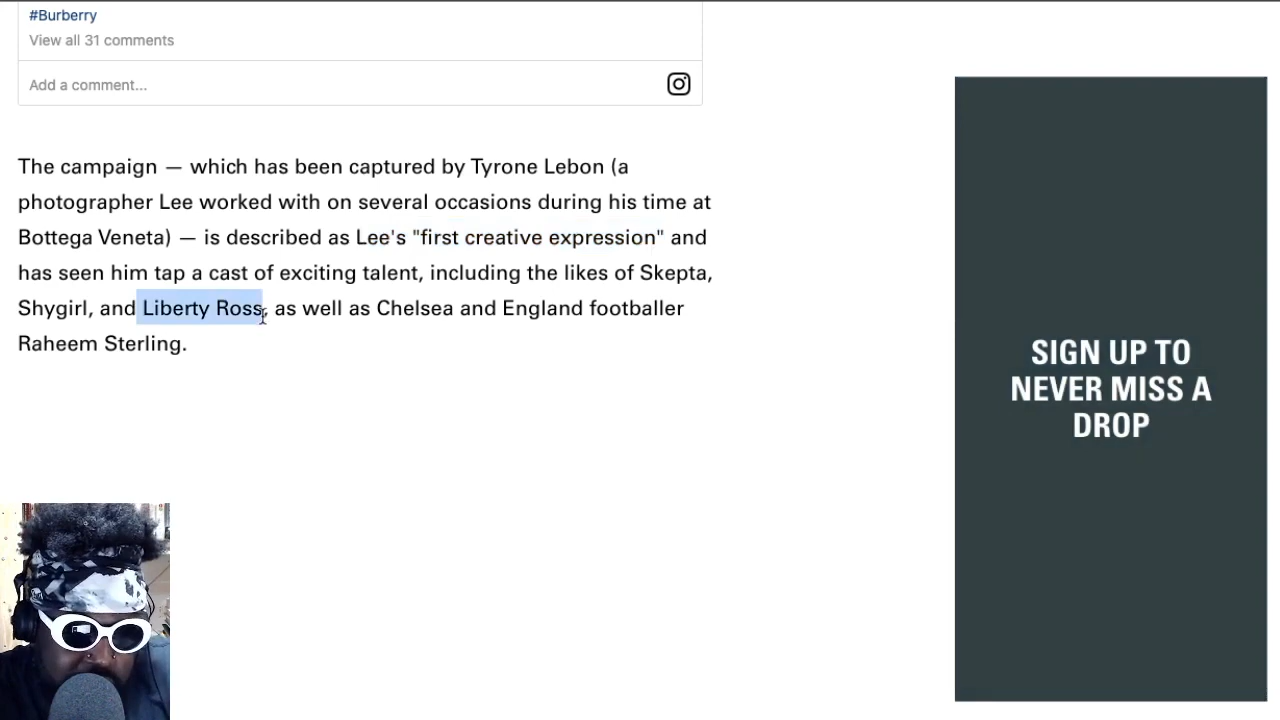 #Burberry
View all 31 comments
Add a comment...
The campaign — which has been captured by Tyrone Lebon (a
photographer Lee worked with on several occasions during his time at
Bottega Veneta) — is described as Lee's "first creative expression" and
has seen him tap a cast of exciting talent, including the likes of Skepta,
Shygirl, and Liberty Ross, as well as Chelsea and England footballer
Raheem Sterling.
SIGN UP TO
NEVER MISS A
DROP